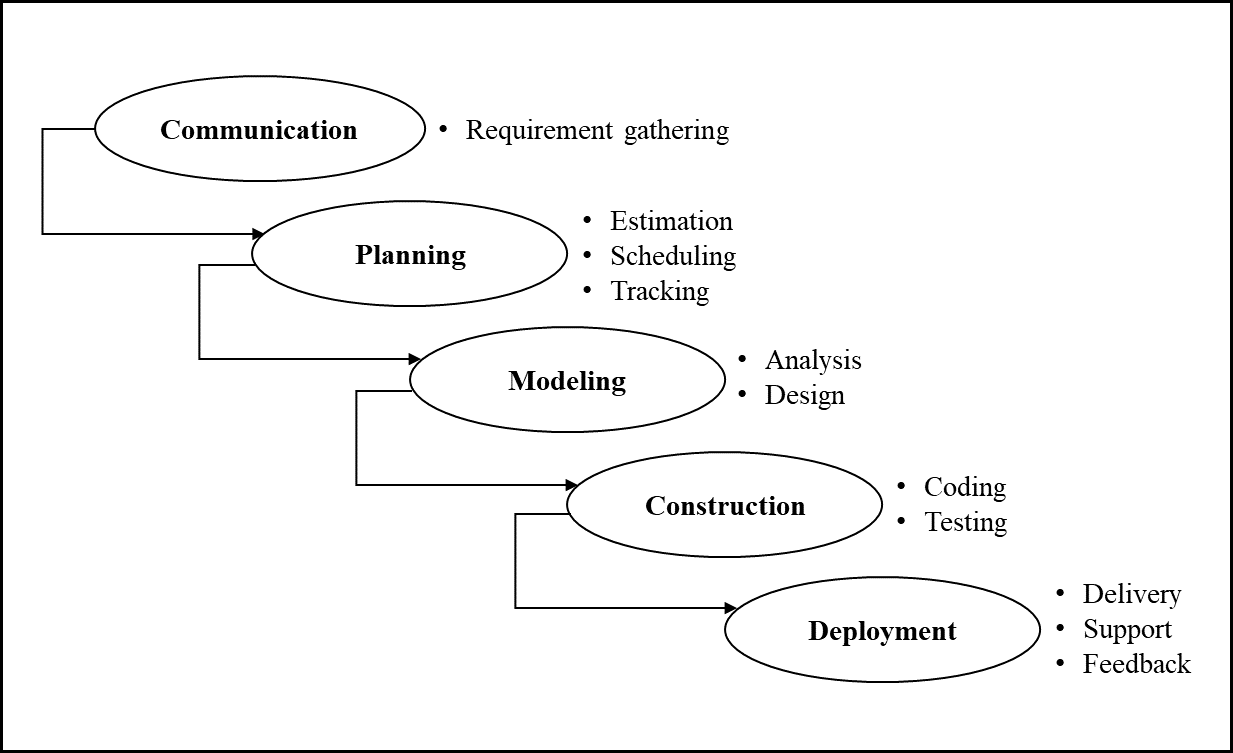 Communication
• Requirement gathering
Planning
• Estimation
• Scheduling
• Tracking
Modeling
• Analysis
• Design
Construction
• Coding
• Testing
Deployment
• Delivery
• Support
• Feedback